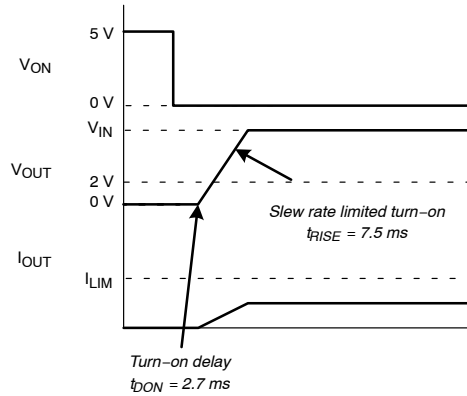 5 V
VON
0 V
VIN
VOUT
2 V
0 V
Slew rate limited turn−on
tRISE = 7.5 ms
IOUT
ILIM
Turn−on delay
tDON = 2.7 ms